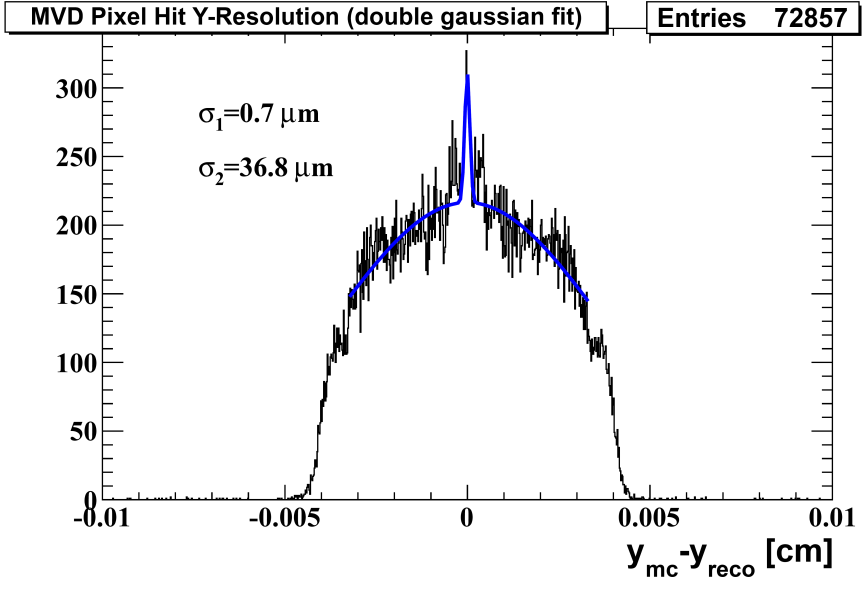 MVD Pixel Hit Y-Resolution (double gaussian fit)
Entries 72857
σ1=0.7 μm
σ2=36.8 μm
300
250
200
150
100
50
0
-0.01 -0.005 0 0.005 0.01
ymc-yreco [cm]